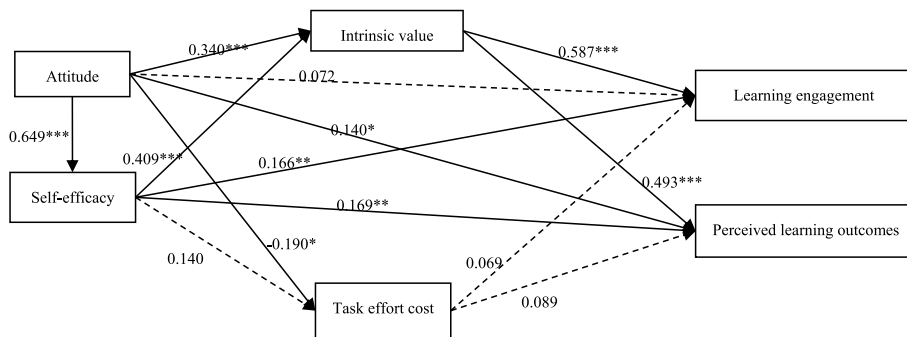 Intrinsic value
0.340***
0.587***
Attitude
0.072
Learning engagement
0.649***
0.140*
0.409***
0.166**
Self-efficacy
0.493***
0.169**
Perceived learning outcomes
-0.190*
0.140
0.069
0.089
Task effort cost